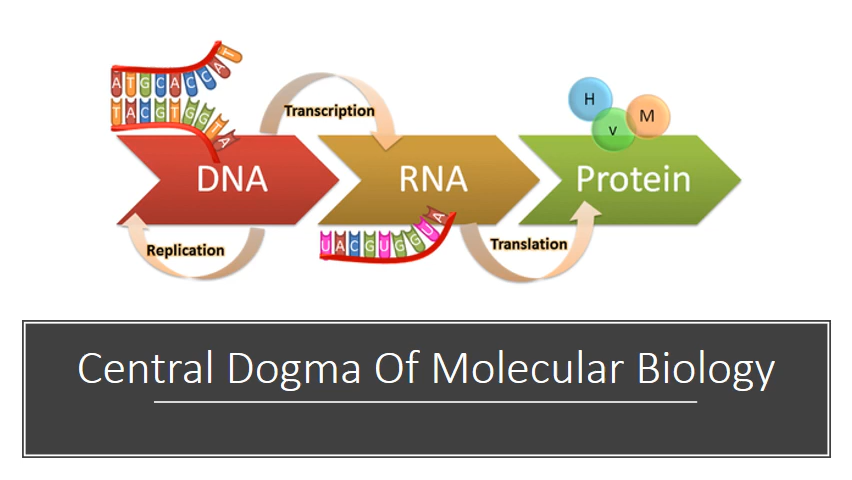 ATGCACCAT
TACGTGGTA
Transcription
H
V
M
DNA
RNA
Protein
Replication
UACGUGGUA
Translation
Central Dogma Of Molecular Biology